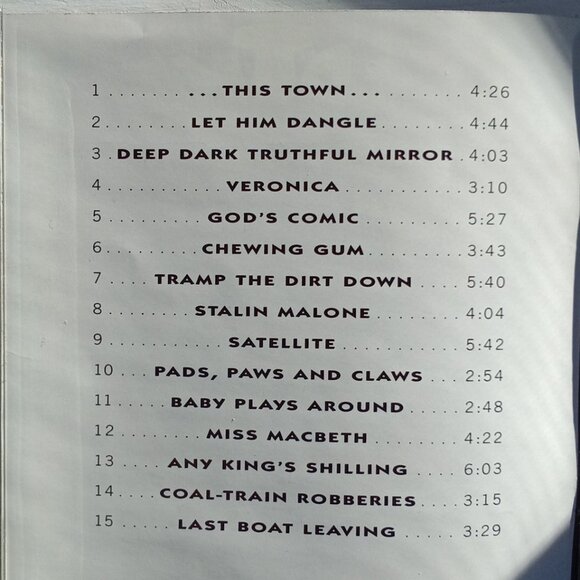 1 . . . . . . . ...THIS TOWN... . . . . . . . 4:26
2 . . . . . . . . LET HIM DANGLE . . . . . . . . 4:44
3 . DEEP DARK TRUTHFUL MIRROR . 4:03
4 . . . . . . . . . . . VERONICA . . . . . . . . . . . 3:10
5 . . . . . . . . . GOD'S COMIC . . . . . . . . . 5:27
6 . . . . . . . . . CHEWING GUM . . . . . . . . 3:43
7 . . . . . TRAMP THE DIRT DOWN . . . . 5:40
8 . . . . . . . . STALIN MALONE . . . . . . . . 4:04
9 . . . . . . . . . . . SATELLITE . . . . . . . . . . . 5:42
10 . . . PADS, PAWS AND CLAWS . . . 2:54
11 . . . . . BABY PLAYS AROUND . . . . . 2:48
12 . . . . . . . . MISS MACBETH . . . . . . . . 4:22
13 . . . . . ANY KING'S SHILLING . . . . 6:03
14 . . . . COAL-TRAIN ROBBERIES . . . . 3:15
15 . . . . . LAST BOAT LEAVING . . . . . 3:29